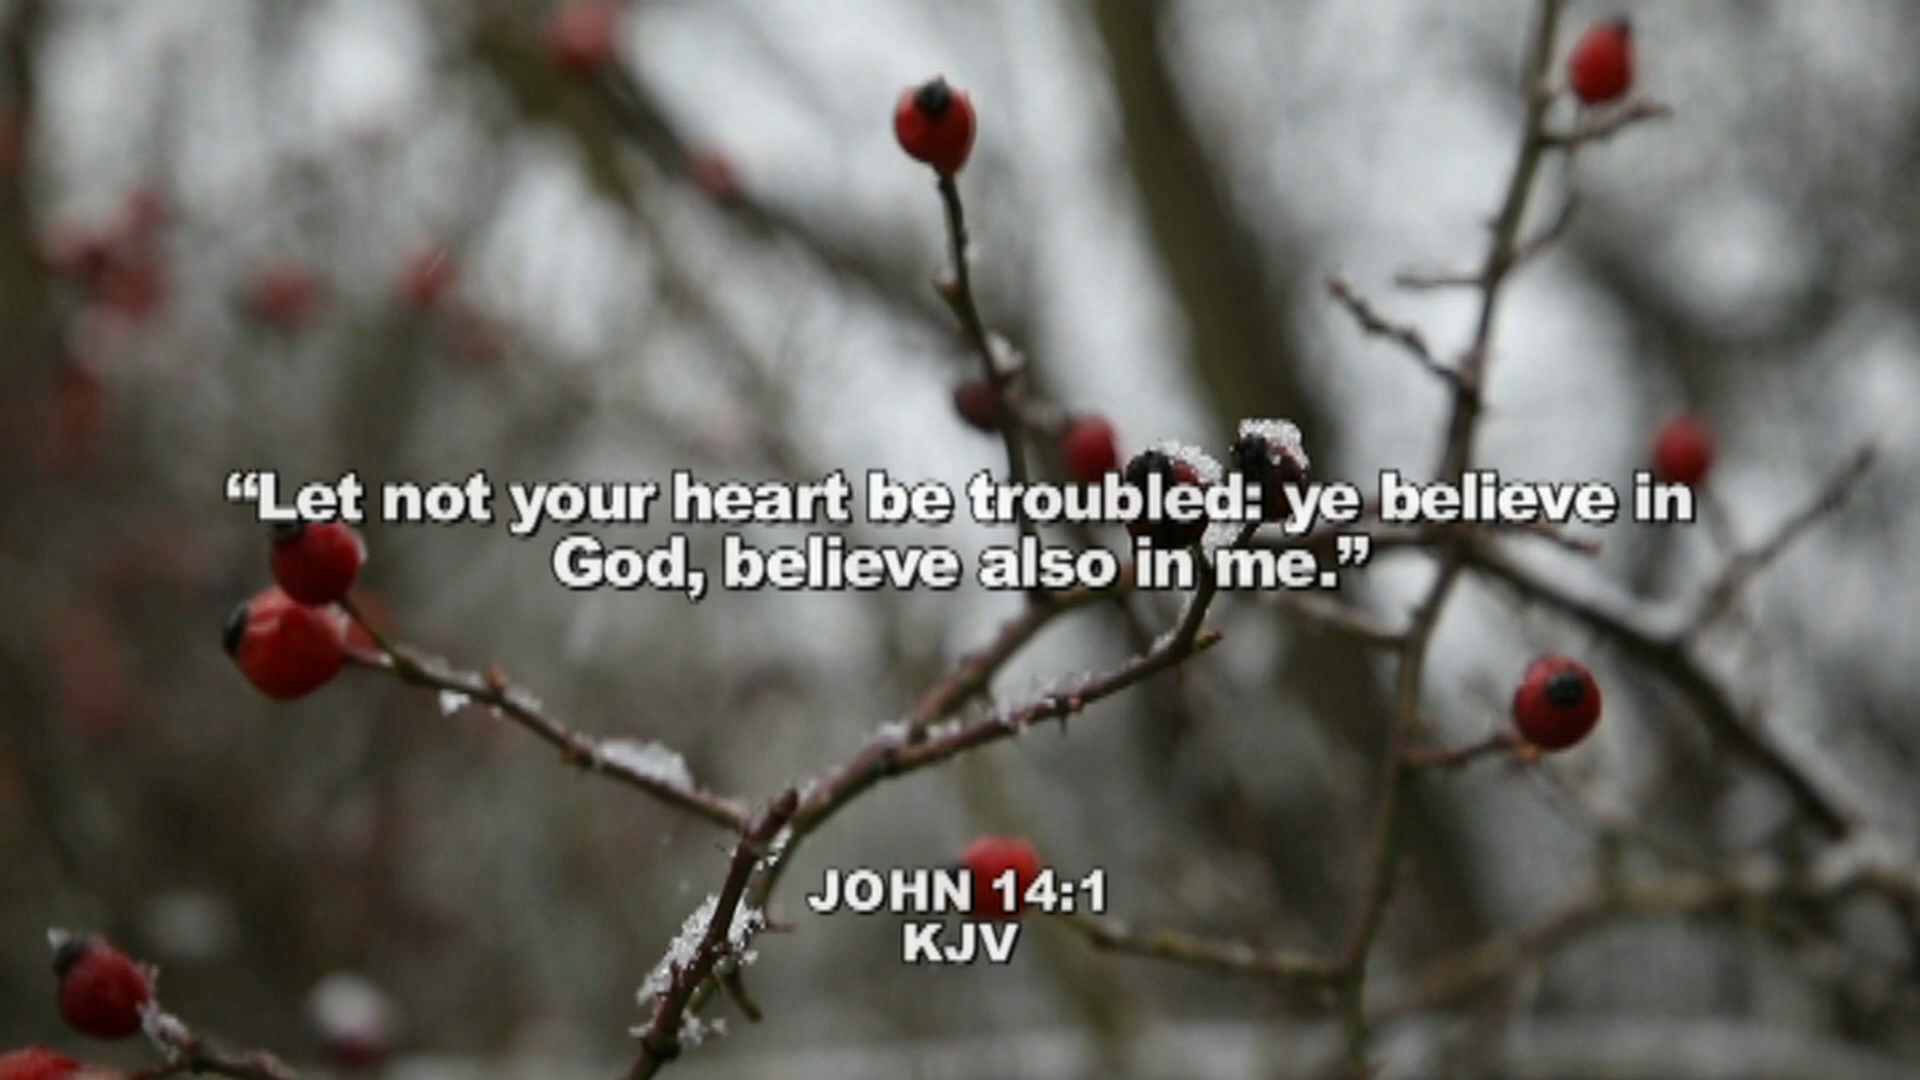 “Let not your heart be troubled: ye believe in
God, believe also in me.”
JOHN 14:1
KJV